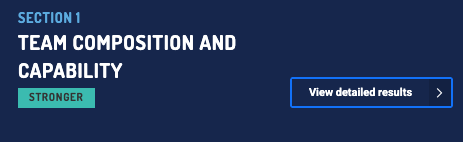 SECTION 1
TEAM COMPOSITION AND
CAPABILITY
STRONGER
View detailed results